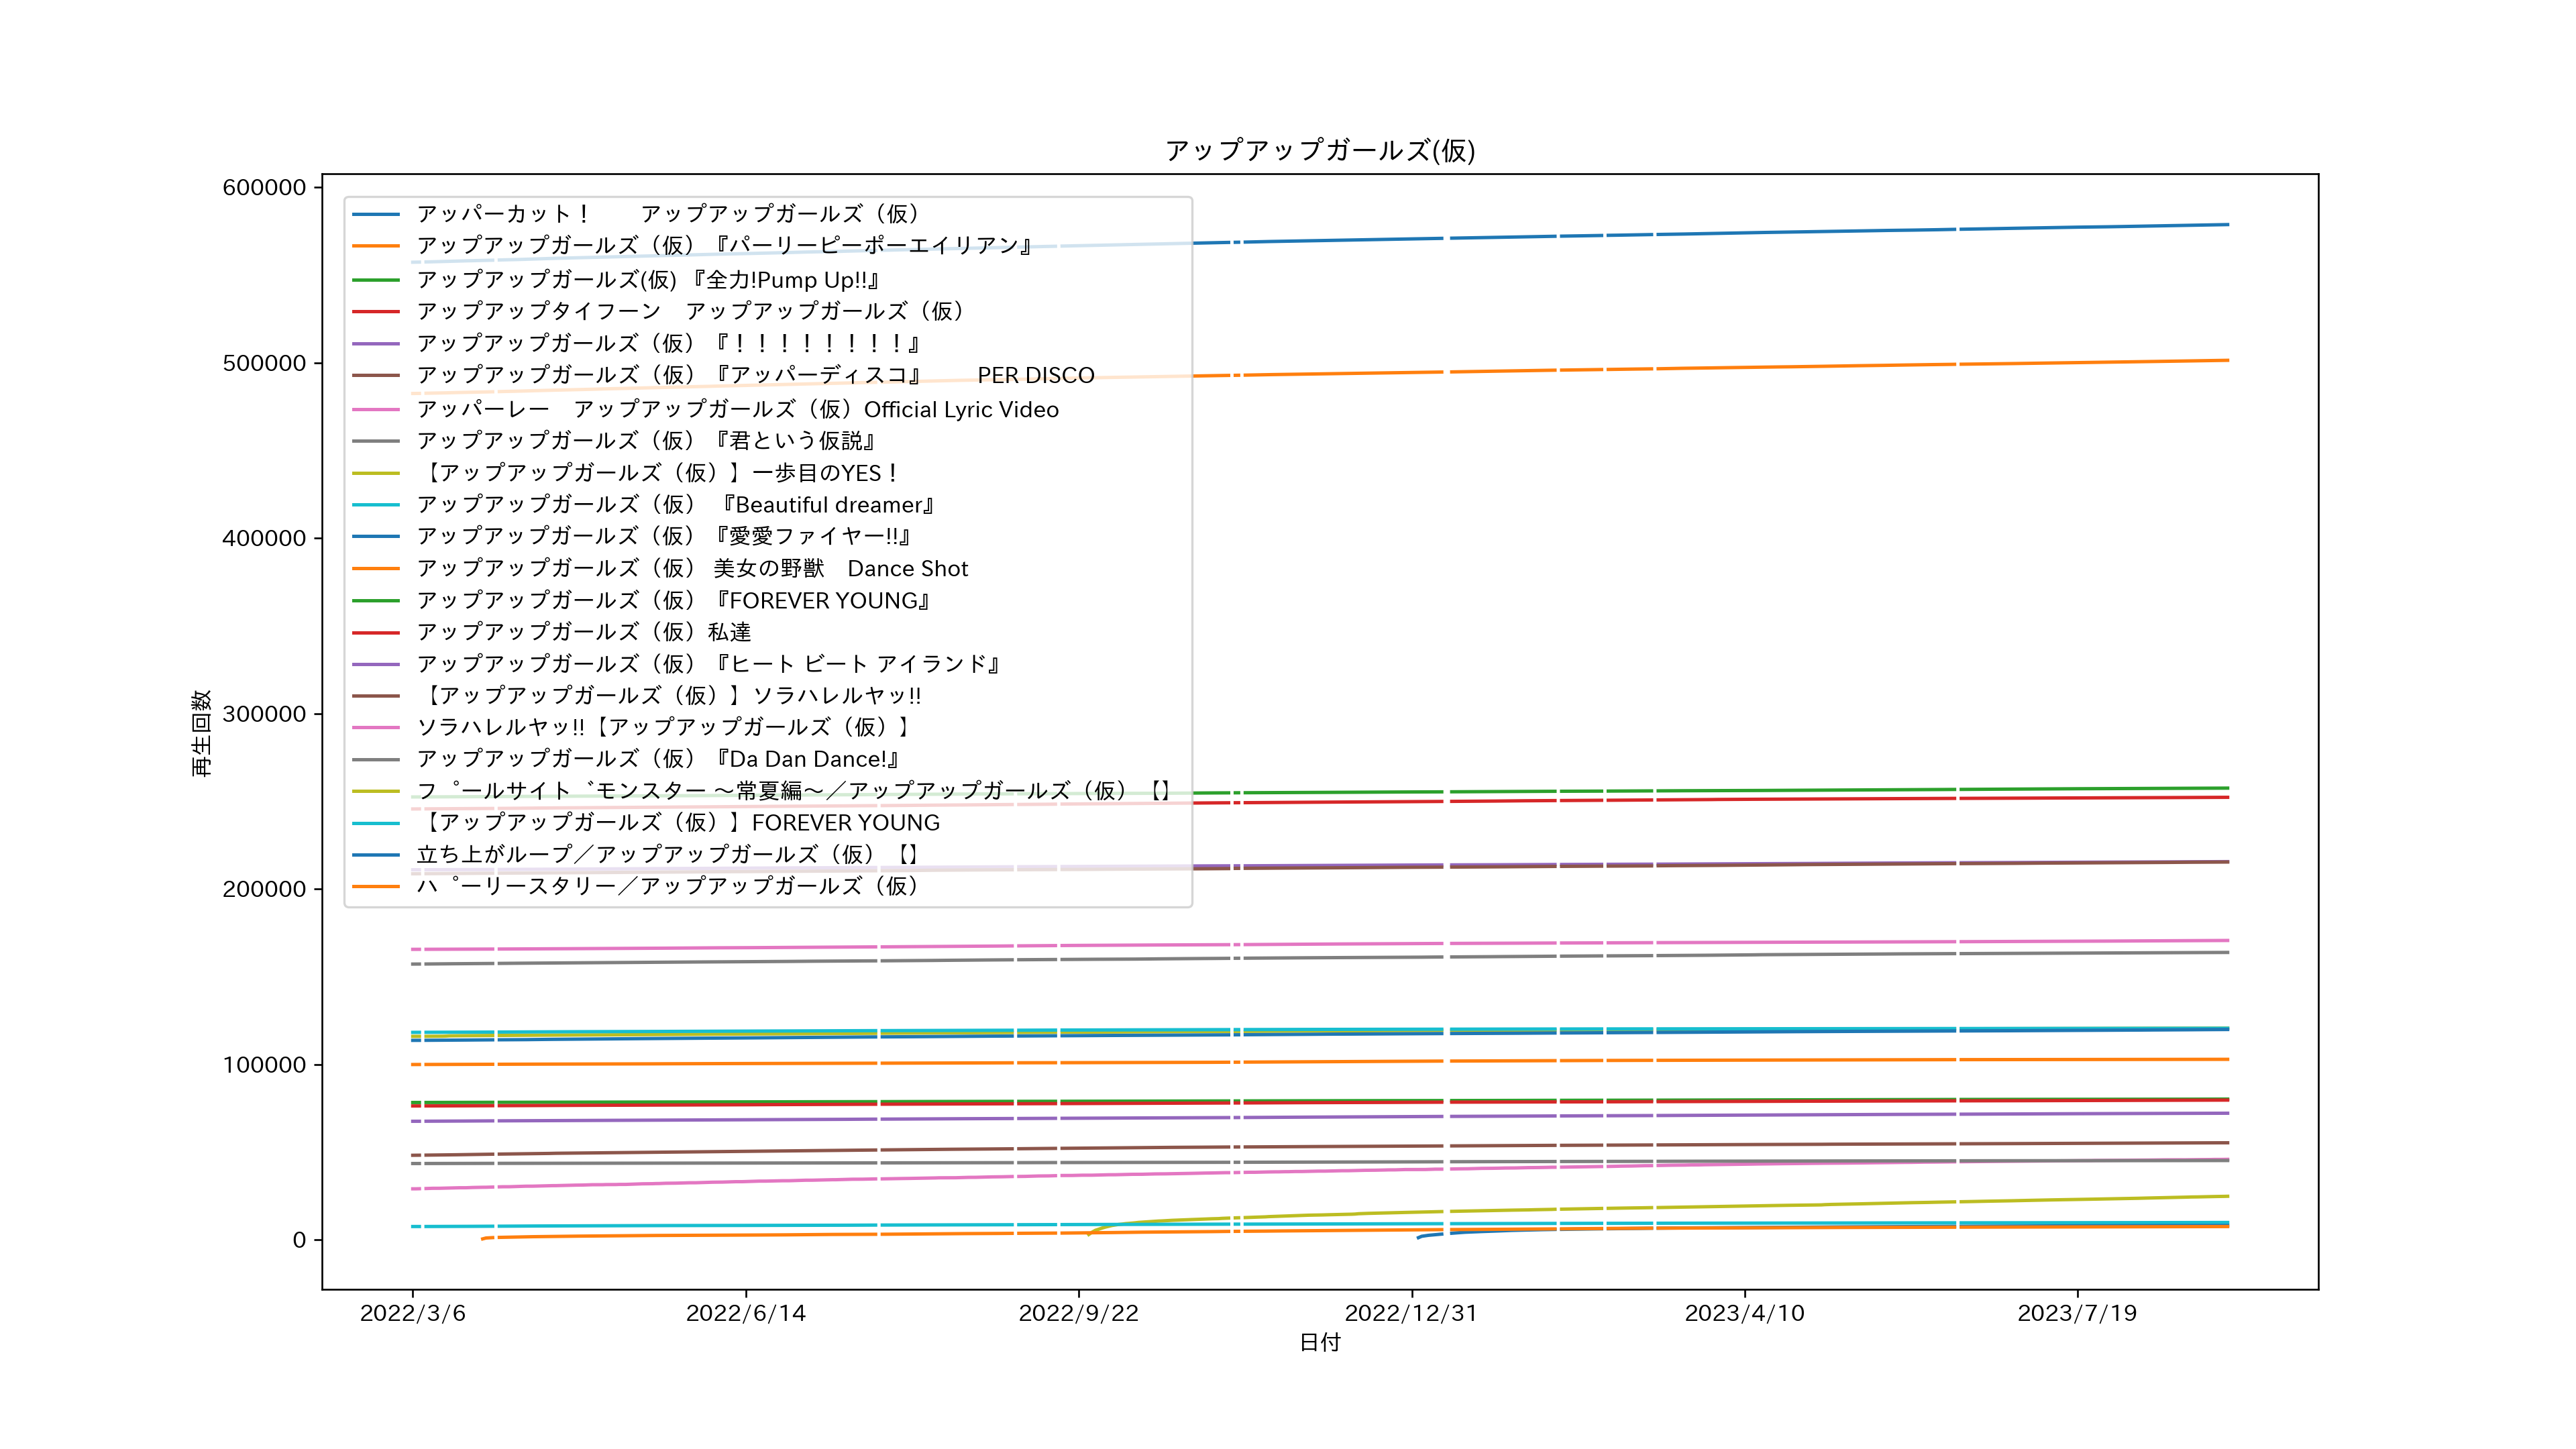 アップアップガールズ(仮)
600000
500000
400000
300000
200000
100000
0
再生回数
アッパーカット！　　アップアップガールズ（仮）
アップアップガールズ（仮）『パーリーピーポーエイリアン』
アップアップガールズ(仮) 『全力!Pump Up!!』
アップアップタイフーン　アップアップガールズ（仮）
アップアップガールズ（仮）『！！！！！！！！』
アップアップガールズ（仮）『アッパーディスコ』　　PER DISCO
アッパーレー　アップアップガールズ（仮）Official Lyric Video
アップアップガールズ（仮）『君という仮説』
【アップアップガールズ（仮）】一歩目のYES！
アップアップガールズ（仮） 『Beautiful dreamer』
アップアップガールズ（仮）『愛愛ファイヤー!!』
アップアップガールズ（仮） 美女の野獣　Dance Shot
アップアップガールズ（仮）『FOREVER YOUNG』
アップアップガールズ（仮）私達
アップアップガールズ（仮）『ヒート ビート アイランド』
【アップアップガールズ（仮）】ソラハレルヤッ!!
ソラハレルヤッ!!【アップアップガールズ（仮）】
アップアップガールズ（仮）『Da Dan Dance!』
フ゜ールサイト゛モンスター ～常夏編～／アップアップガールズ（仮）【】
【アップアップガールズ（仮）】FOREVER YOUNG
立ち上がループ／アップアップガールズ（仮）【】
ハ゜ーリースタリー／アップアップガールズ（仮）
2022/3/6
2022/6/14
2022/9/22
2022/12/31
2023/4/10
2023/7/19
日付